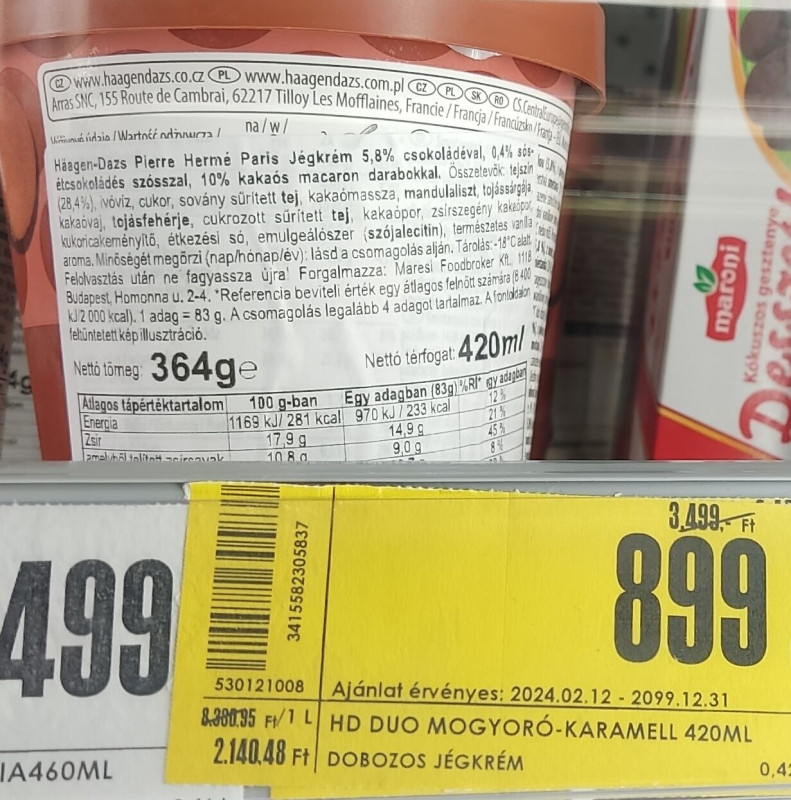 CZ www.haagendazs.co.cz PL www.haagendazs.com.pl CZ PL SK RO
Arras SNC, 155 Route de Cambrai, 62217 Tilloy Les Mofflaines, Francie / Francja / Francúzsko /
na / w /
Häagen-Dazs Pierre Hermé Paris Jégkrém 5,8% csokoládéval, 0,4% sós-
étcsokoládés szósszal, 10% kakaós macaron darabokkal. Összetevők: tejszín
(28,4%), ivóvíz, cukor, sovány sűrített tej, kakaómassza, mandulaliszt, tojássárgája,
kakaóvaj, tojásfehérje, cukrozott sűrített tej, kakaópor, zsírszegény kakaópor,
kukoricakeményítő, étkezési só, emulgeálószer (szójalecitin), természetes vanília
aroma. Minőségét megőrzi (nap/hónap/év): lásd a csomagolás alján. Tárolás: -18°C alatt.
Felolvasztás után ne fagyassza újra! Forgalmazza: Maresi Foodbroker Kft., 1118
Budapest, Homonna u. 2-4. *Referencia beviteli érték egy átlagos felnőtt számára (8 400
kJ/2 000 kcal). 1 adag = 83 g. A csomagolás legalább 4 adagot tartalmaz. A fontoldalon
feltüntetett kép illusztráció.
Nettó tömeg: 364g e Nettó térfogat: 420ml
Átlagos tápértéktartalom 100 g-ban Egy adagban (83g) %RI* egy adagban
Energia 1169 kJ/ 281 kcal 970 kJ / 233 kcal 12%
Zsír 17,9 g 14,9 g 21%
10,8 g 9,0 g 45%
8%
maroni
Kókuszos gesztenye
499
IA460ML
3415582305837
530121008
3.499,- Ft
899
Ajánlat érvényes: 2024.02.12 - 2099.12.31
8.380.95 Ft/1 L
2.140,48 Ft
HD DUO MOGYORÓ-KARAMELL 420ML
DOBOZOS JÉGKRÉM
0,42